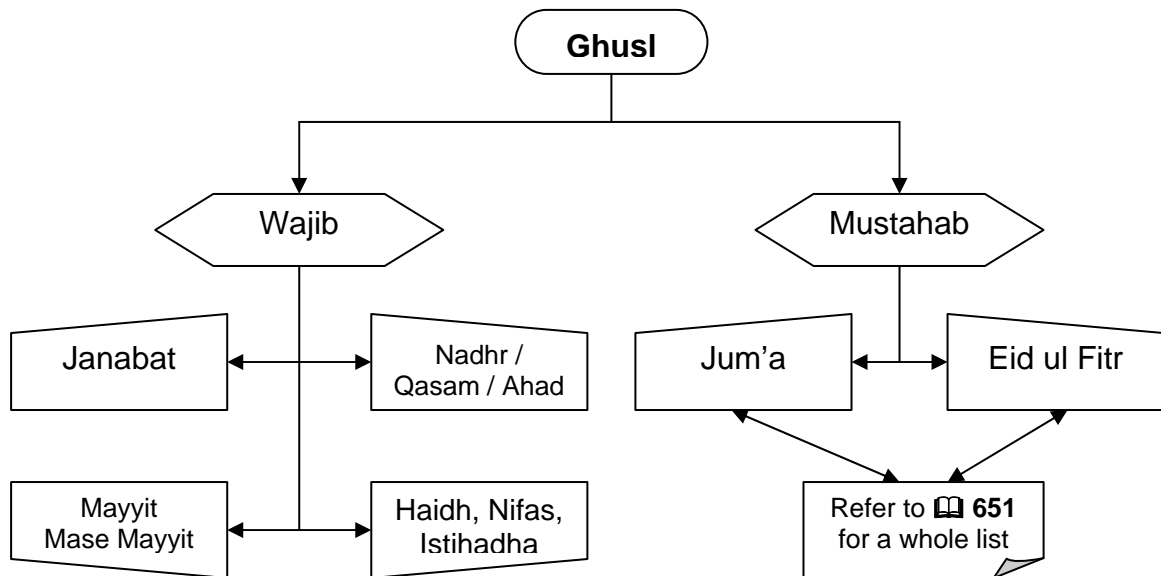 Ghusl
Wajib
Mustahab
Janabat
Nadhr /
Qasam / Ahad
Jum'a
Eid ul Fitr
Mayyit
Mase Mayyit
Haidh, Nifas,
Istihadha
Refer to 651
for a whole list